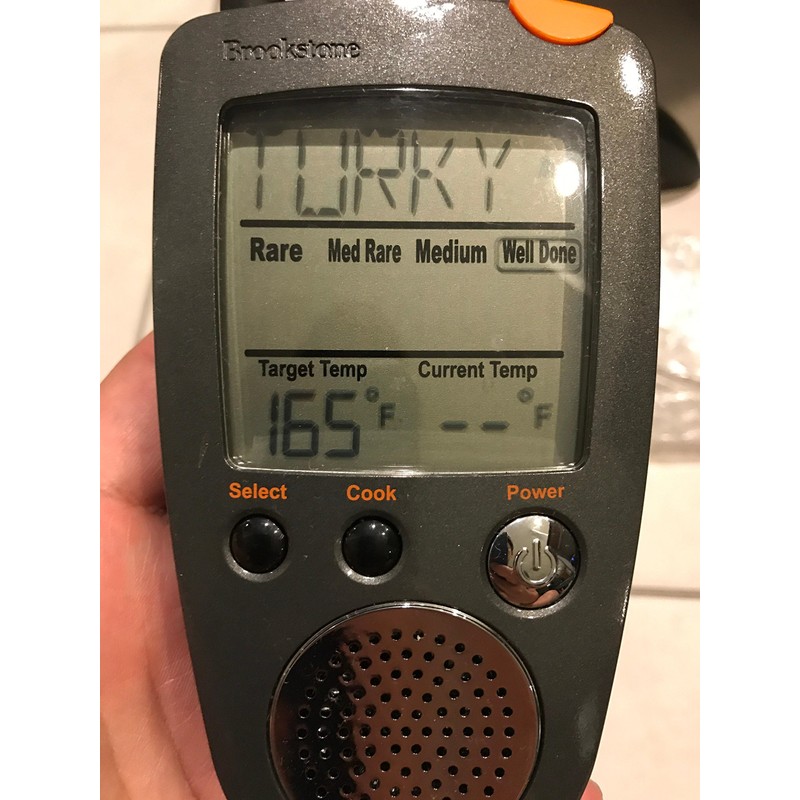 Brookstone
TURKY
Rare Med Rare Medium Well Done
Target Temp Current Temp
165°F --°F
Select Cook Power